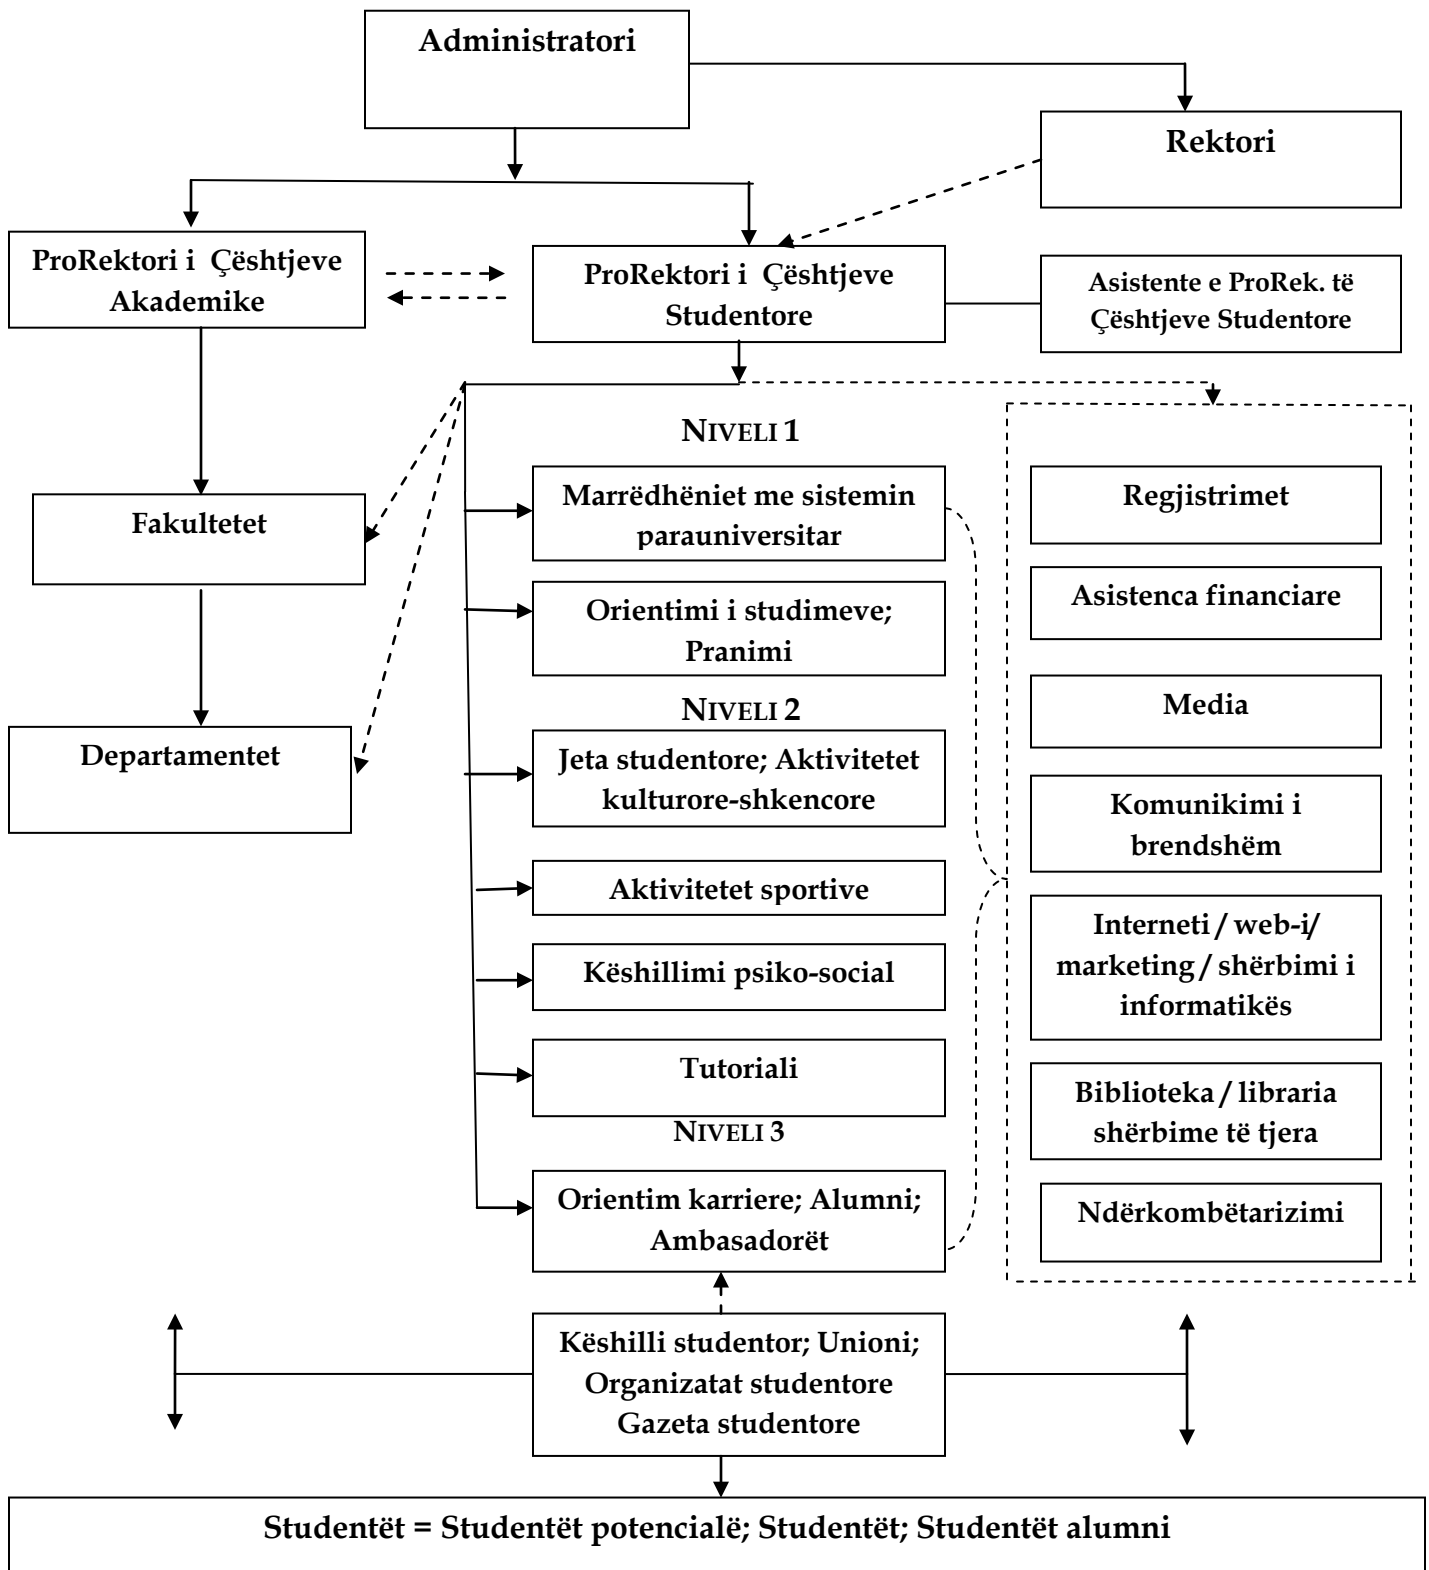 Administratori
Rektori
ProRektori i Çështjeve
Akademike
ProRektori i Çështjeve
Studentore
Asistente e ProRek. të
Çështjeve Studentore
NIVELI 1
Marrëdhëniet me sistemin
parauniversitar
Regjistrimet
Fakultetet
Orientimi i studimeve;
Pranimi
Asistenca financiare
NIVELI 2
Media
Departamentet
Jeta studentore; Aktivitetet
kulturore-shkencore
Komunikimi i
brendshëm
Aktivitetet sportive
Interneti / web-i/
marketing / shërbimi i
informatikës
Këshillimi psiko-social
Tutoriali
Biblioteka / libraria
shërbime të tjera
NIVELI 3
Orientim karriere; Alumni;
Ambasadorët
Ndërkombëtarizimi
Këshilli studentor; Unioni;
Organizatat studentore
Gazeta studentore
Studentët = Studentët potencialë; Studentët; Studentët alumni